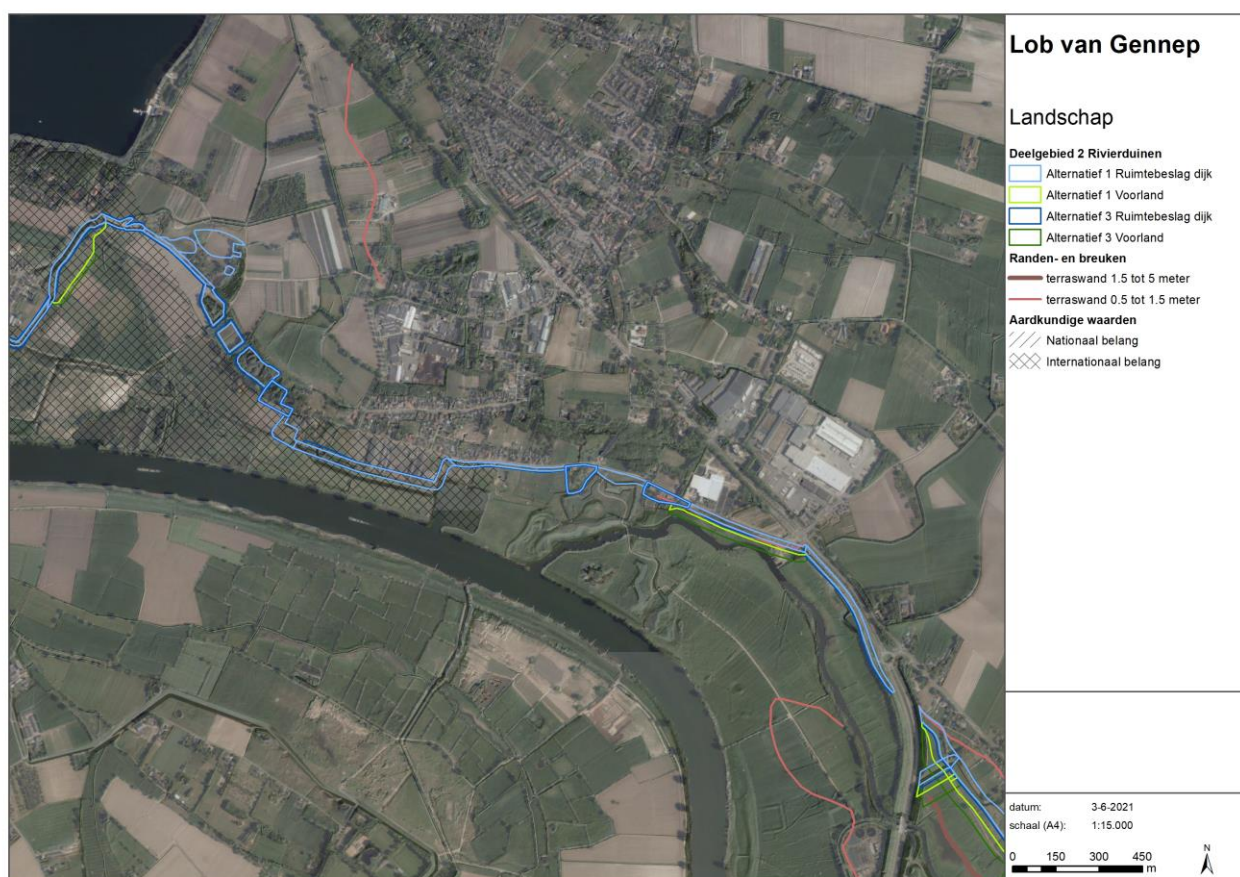 Lob van Gennep
Landschap
Deelgebied 2 Rivierduinen
Alternatief 1 Ruimtebeslag dijk
Alternatief 1 Voorland
Alternatief 3 Ruimtebeslag dijk
Alternatief 3 Voorland
Randen- en breuken
terraswand 1.5 tot 5 meter
terraswand 0.5 tot 1.5 meter
Aardkundige waarden
Nationaal belang
Internationaal belang
datum: 3-6-2021
schaal (A4): 1:15.000
0 150 300 450
m
N